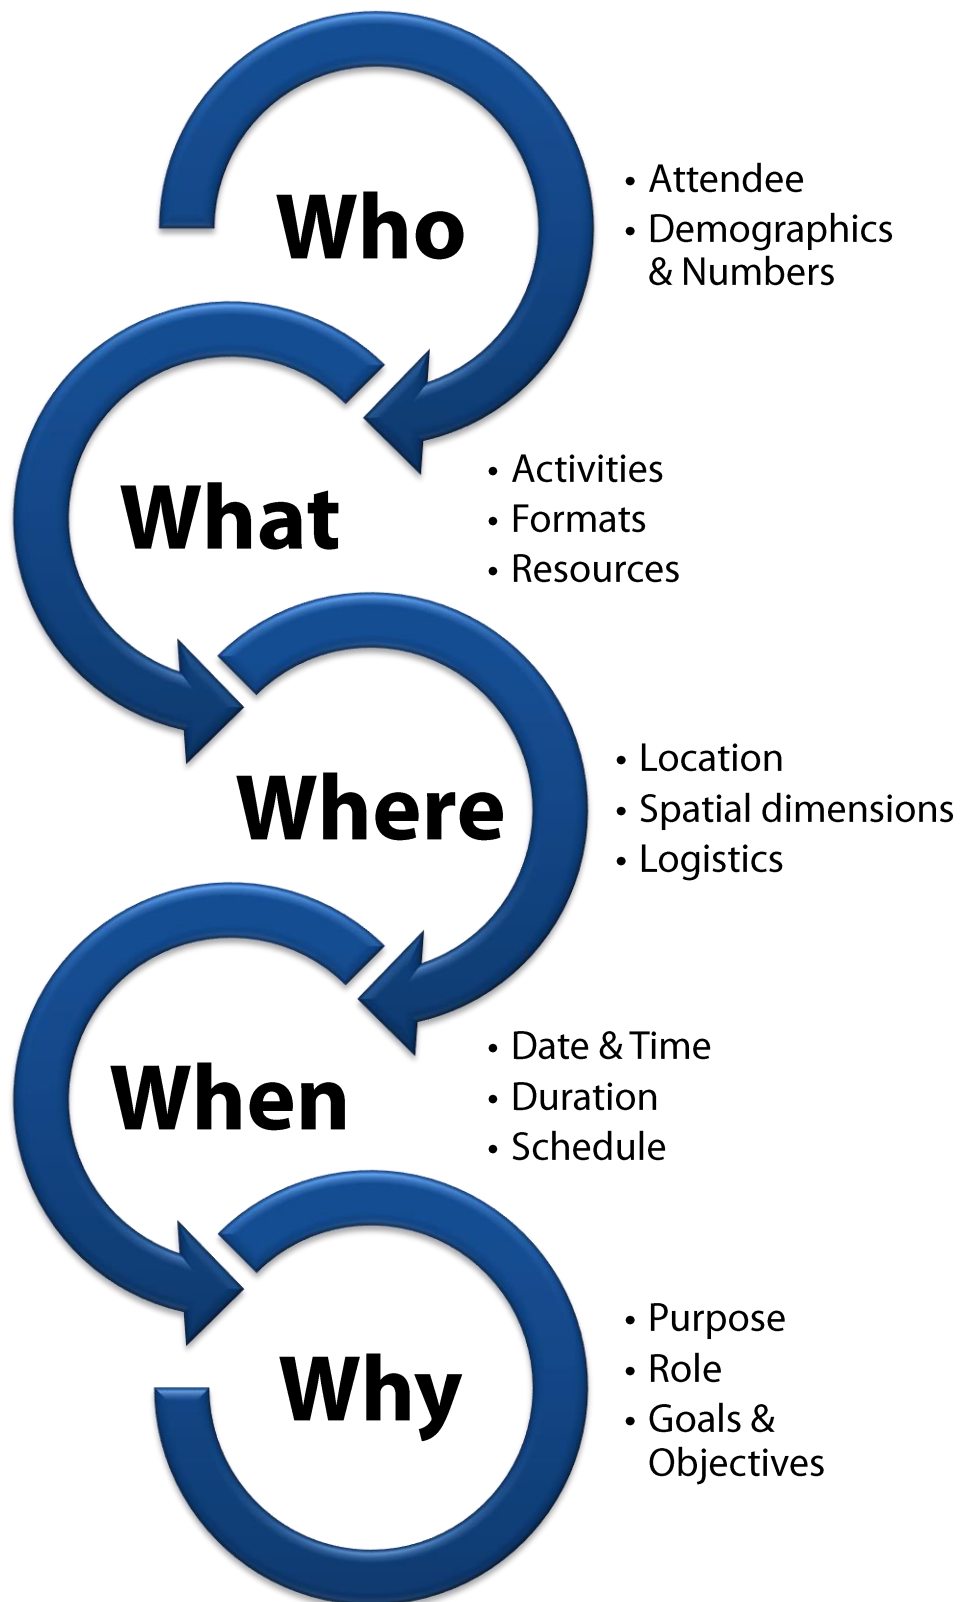 Who
• Attendee
• Demographics
& Numbers
What
• Activities
• Formats
• Resources
Where
• Location
• Spatial dimensions
• Logistics
When
• Date & Time
• Duration
• Schedule
Why
• Purpose
• Role
• Goals &
Objectives